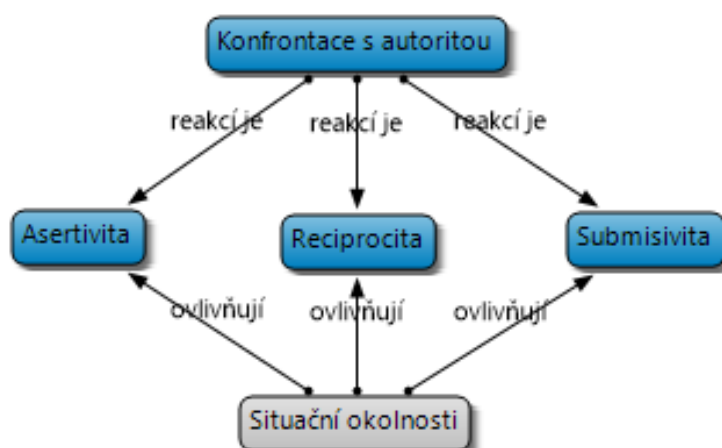 Konfrontace s autoritou
reakcí je
reakcí je
reakcí je
Asertivita
Reciprocita
Submisivita
ovlivňují
ovlivňují
ovlivňují
Situační okolnosti